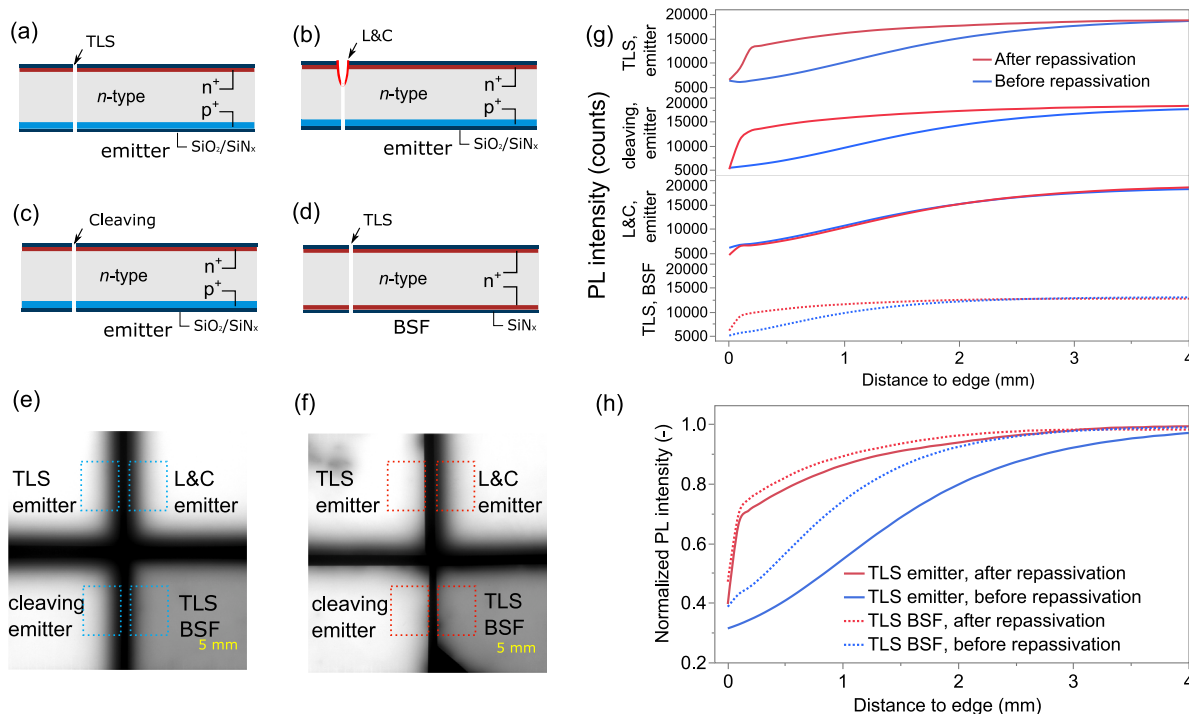 (a)
TLS
n-type
n⁺
p⁺
emitter
SiO₂/SiNₓ
(b)
L&C
n-type
n⁺
p⁺
emitter
SiO₂/SiNₓ
(c)
Cleaving
n-type
n⁺
p⁺
emitter
SiO₂/SiNₓ
(d)
TLS
n-type
n⁺
BSF
SiNₓ
(e)
TLS
emitter
L&C
emitter
cleaving
emitter
TLS
BSF
5 mm
(f)
TLS
emitter
L&C
emitter
cleaving
emitter
TLS
BSF
5 mm
(g)
PL intensity (counts)
TLS,
emitter
20000
15000
10000
5000
After repassivation
Before repassivation
cleaving,
emitter
20000
15000
10000
5000
L&C,
emitter
20000
15000
10000
5000
TLS, BSF
20000
15000
10000
5000
0 1 2 3 4
Distance to edge (mm)
(h)
Normalized PL intensity (-)
1.0
0.8
0.6
0.4
0.2
TLS emitter, after repassivation
TLS emitter, before repassivation
TLS BSF, after repassivation
TLS BSF, before repassivation
0 1 2 3 4
Distance to edge (mm)